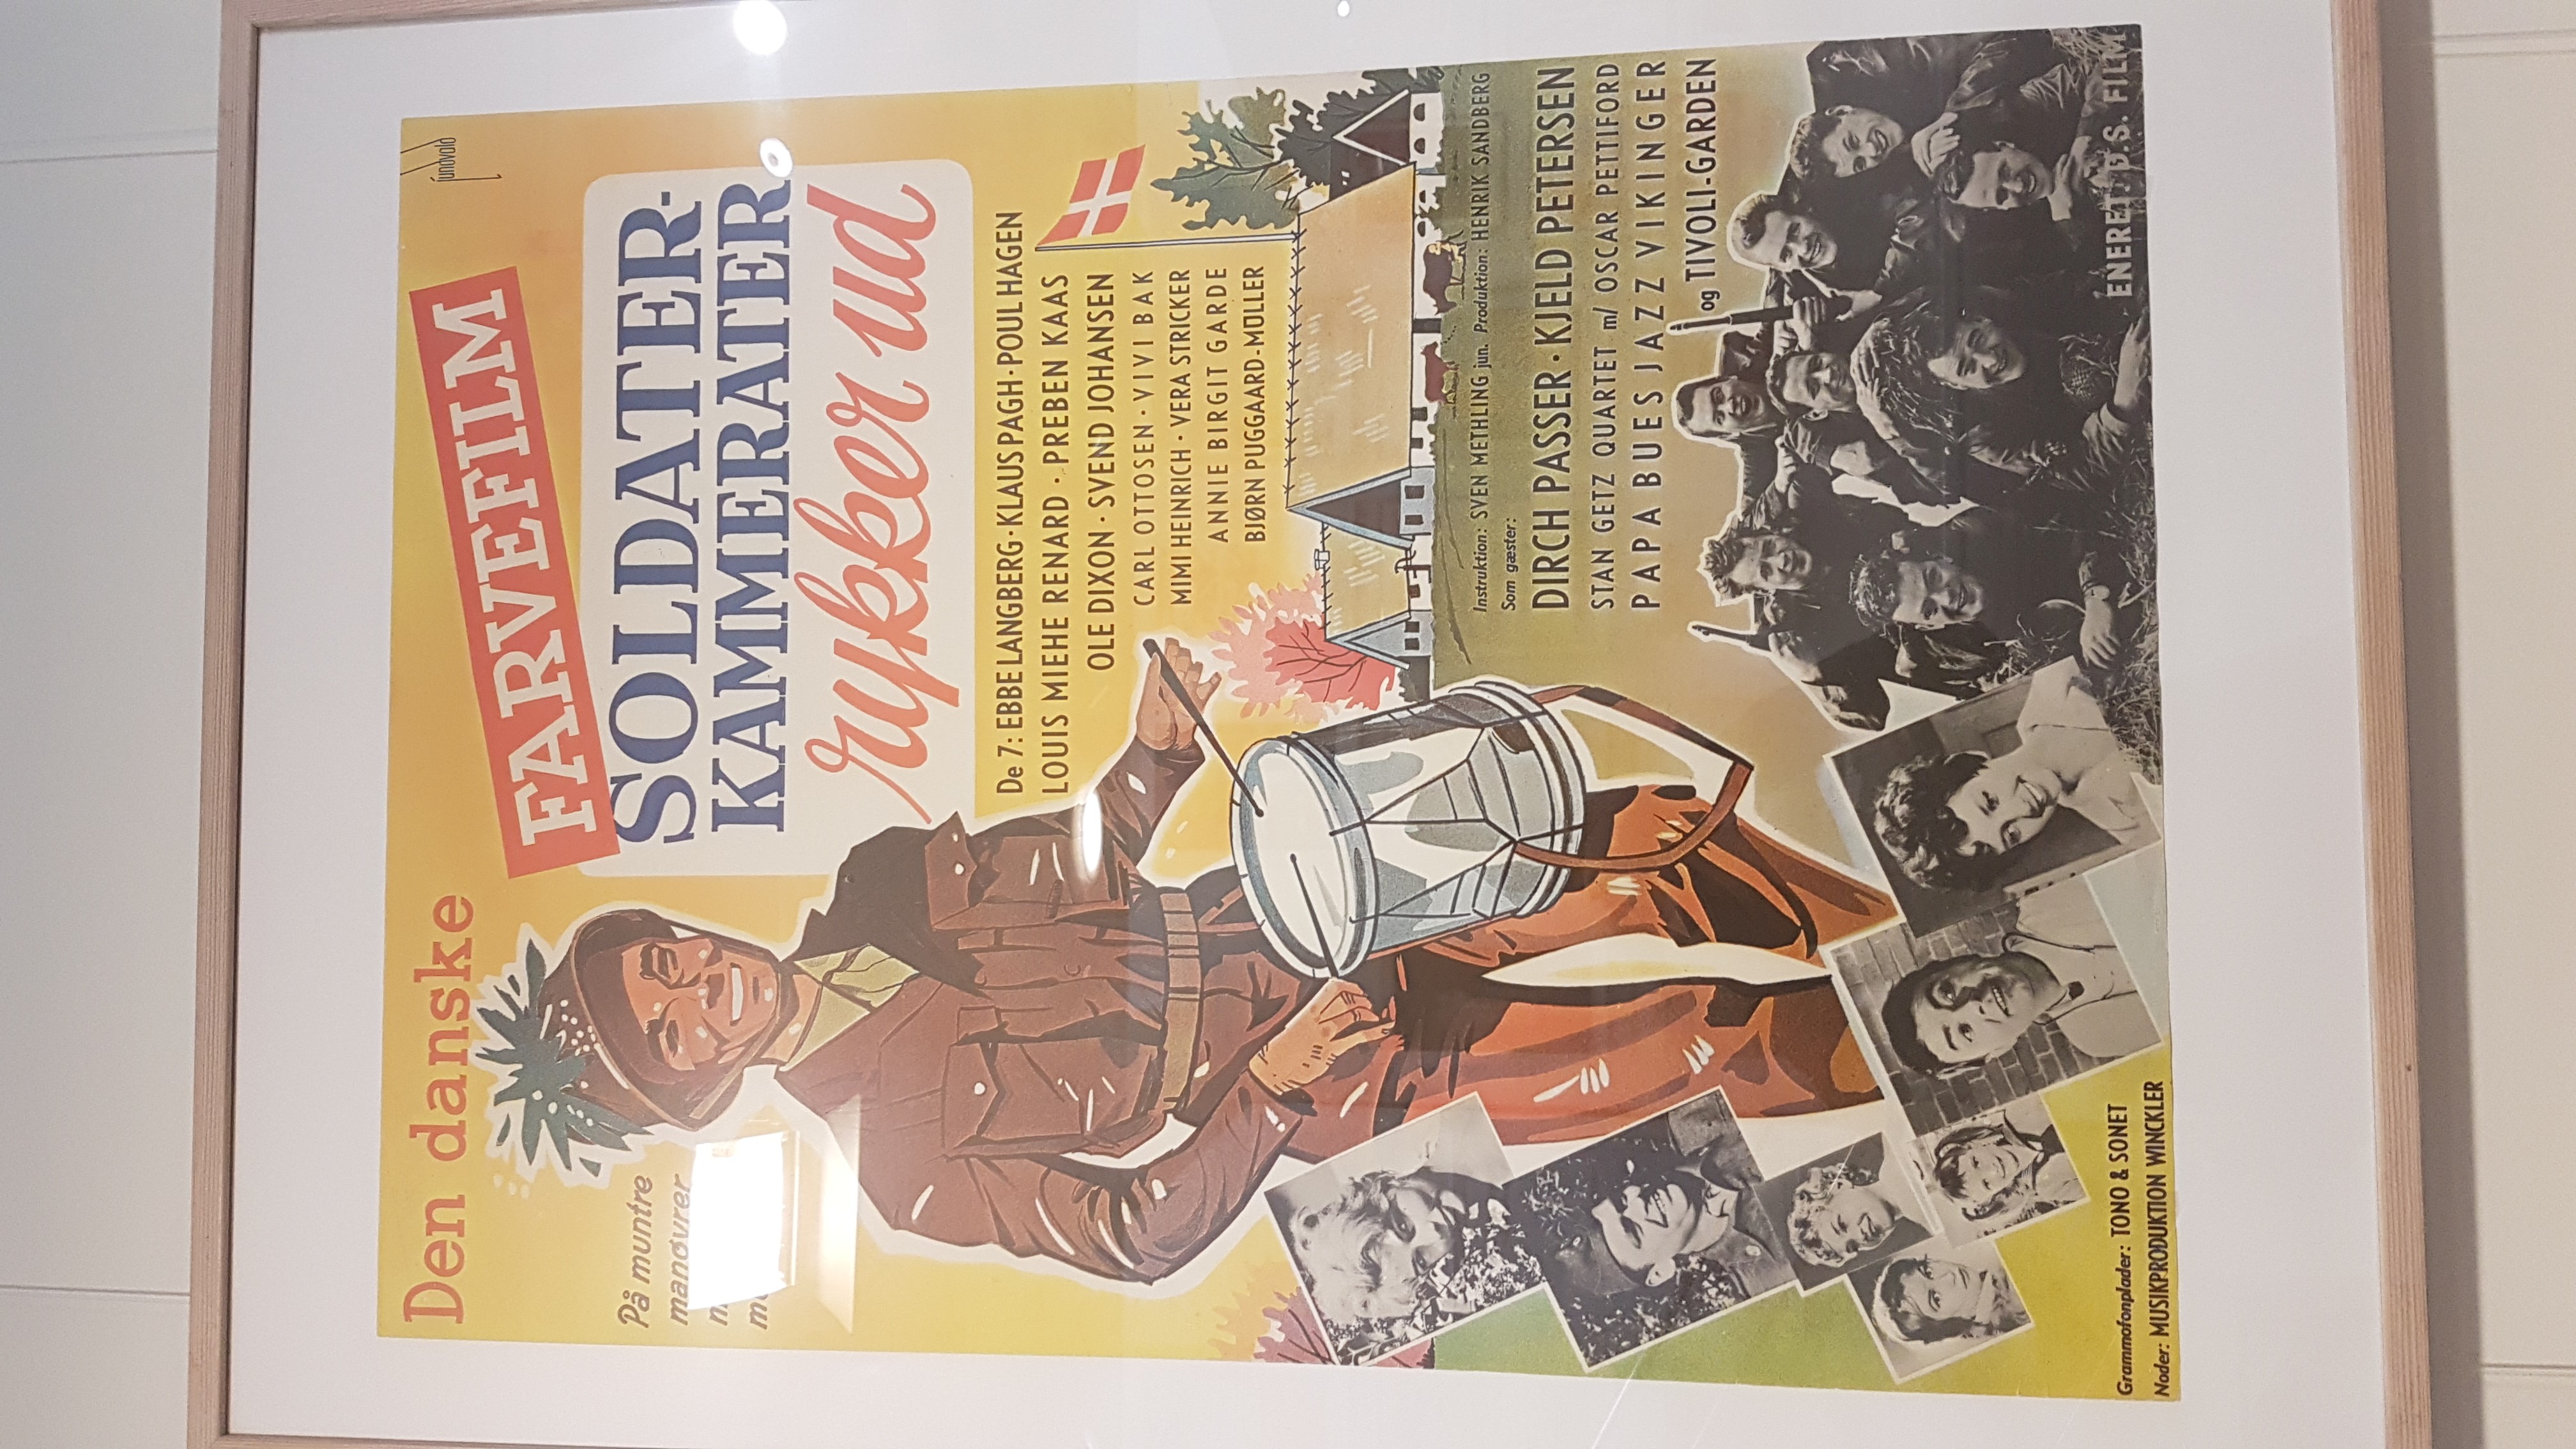 Den danske
FARVEFILM
jundvald
SOLDATER-
KAMMERATER
rykker ud
På muntre
manøvrer
De 7: EBBE LANGBERG · KLAUS PAGH · POUL HAGEN
LOUIS MIEHE RENARD · PREBEN KAAS
OLE DIXON · SVEND JOHANSEN
CARL OTTOSEN · VIVI BAK
MIMI HEINRICH · VERA STRICKER
ANNIE BIRGIT GARDE
BJØRN PUGGAARD-MÜLLER
Instruktion: SVEN METHLING jun. Produktion: HENRIK SANDBERG
Som gæster:
DIRCH PASSER · KJELD PETERSEN
STAN GETZ QUARTET m/ OSCAR PETTIFORD
PAPA BUES JAZZ VIKINGER
og TIVOLI-GARDEN
Grammofonplader: TONO & SONET
Noder: MUSIKPRODUKTION WINCKLER
ENERET: D.S. FILM